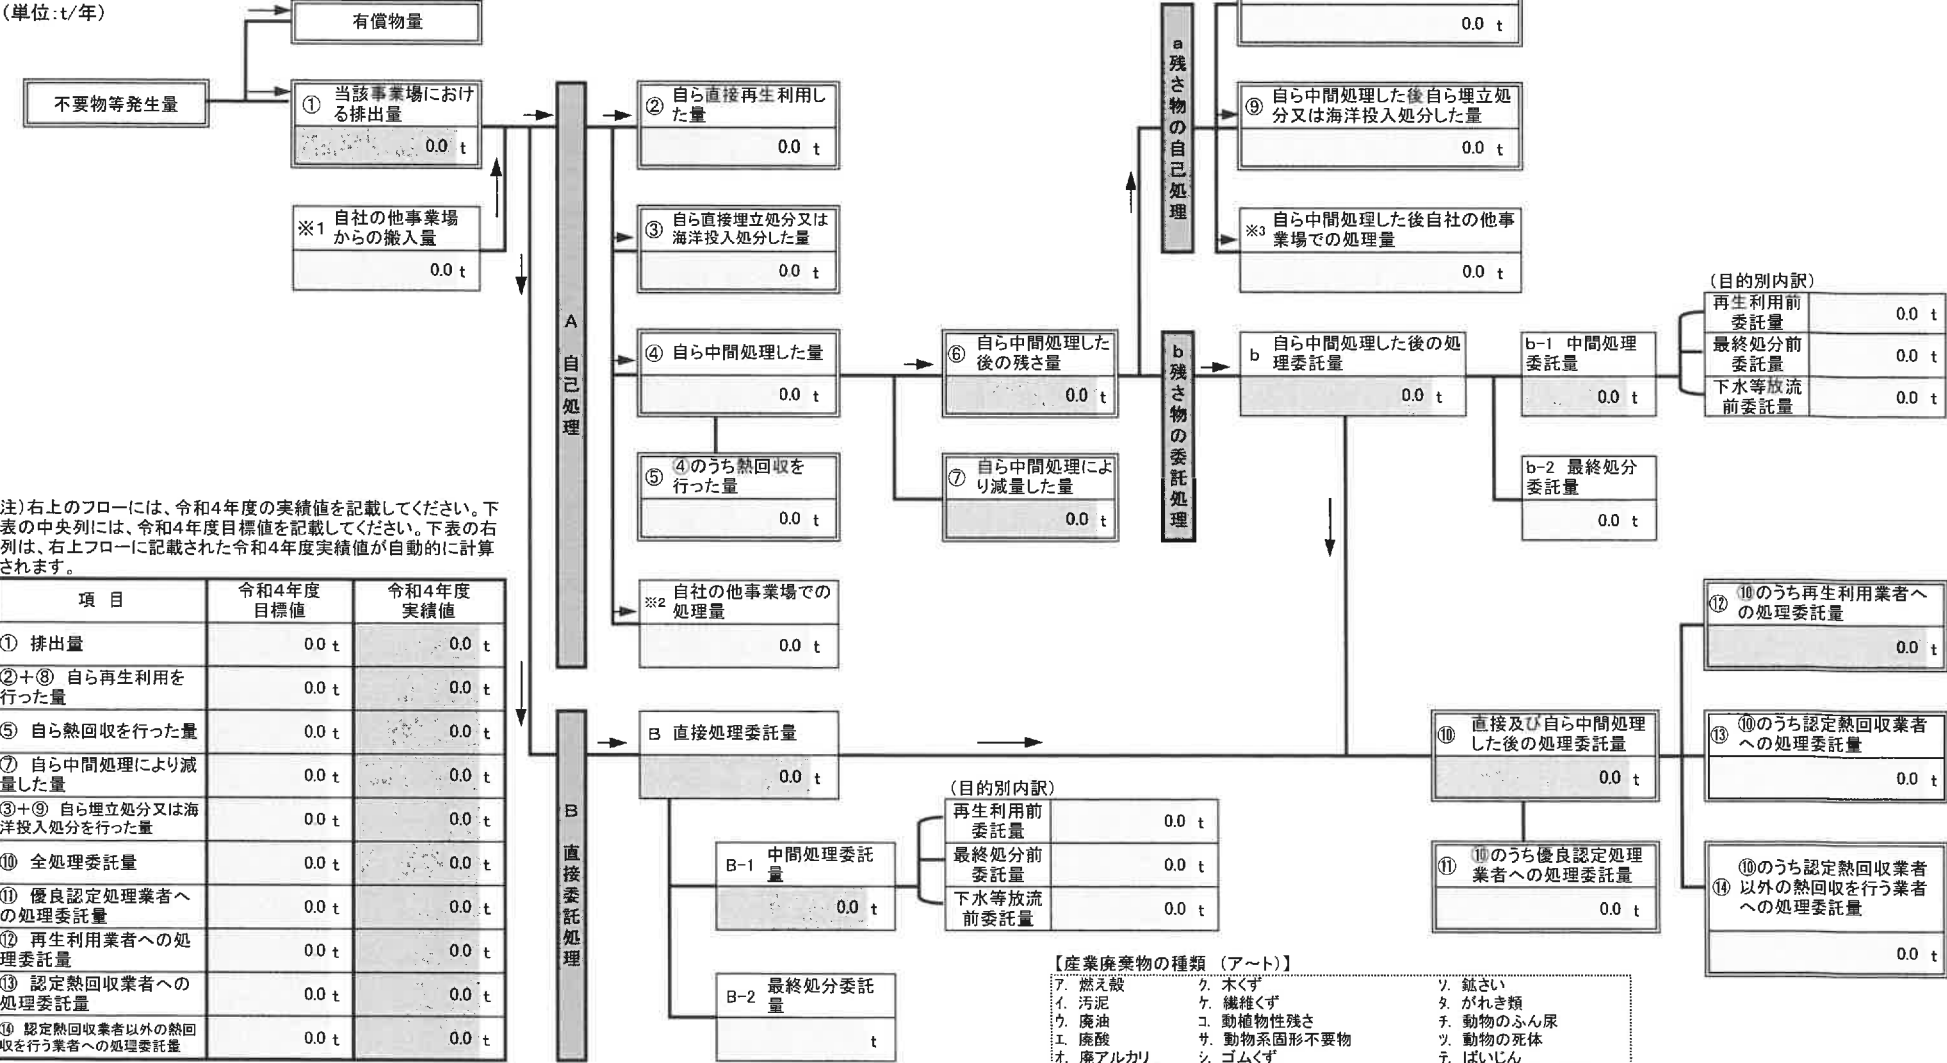 (単位:t/年)
有償物量
不要物等発生量
① 当該事業場におけ
る排出量
0.0 t
※1 自社の他事業場
からの搬入量
0.0 t
A 自己処理
② 自ら直接再生利用し
た量
0.0 t
③ 自ら直接埋立処分又は
海洋投入処分した量
0.0 t
④ 自ら中間処理した量
0.0 t
⑤ ④のうち熱回収を
行った量
0.0 t
※2 自社の他事業場での
処理量
0.0 t
⑥ 自ら中間処理した
後の残さ量
0.0 t
⑦ 自ら中間処理によ
り減量した量
0.0 t
a 残さ物の自己処理
0.0 t
⑨ 自ら中間処理した後自ら埋立処
分又は海洋投入処分した量
0.0 t
※3 自ら中間処理した後自社の他事
業場での処理量
0.0 t
b 残さ物の委託処理
b 自ら中間処理した後の処
理委託量
0.0 t
b-1 中間処理
委託量
0.0 t
(目的別内訳)
再生利用前
委託量
0.0 t
最終処分前
委託量
0.0 t
下水等放流
前委託量
0.0 t
b-2 最終処分
委託量
0.0 t
注)右上のフローには、令和4年度の実績値を記載してください。下
表の中央列には、令和4年度目標値を記載してください。下表の右
列は、右上フローに記載された令和4年度実績値が自動的に計算
されます。
項 目 令和4年度 目標値 令和4年度 実績値
① 排出量 0.0 t 0.0 t
②+⑧ 自ら再生利用を
行った量 0.0 t 0.0 t
⑤ 自ら熱回収を行った量 0.0 t 0.0 t
⑦ 自ら中間処理により減
量した量 0.0 t 0.0 t
③+⑨ 自ら埋立処分又は海
洋投入処分を行った量 0.0 t 0.0 t
⑩ 全処理委託量 0.0 t 0.0 t
⑪ 優良認定処理業者へ
の処理委託量 0.0 t 0.0 t
⑫ 再生利用業者への処
理委託量 0.0 t 0.0 t
⑬ 認定熱回収業者への
処理委託量 0.0 t 0.0 t
⑭ 認定熱回収業者以外の熱回
収を行う業者への処理委託量 0.0 t 0.0 t
B 直接委託処理
B 直接処理委託量
0.0 t
B-1 中間処理委託
量
0.0 t
(目的別内訳)
再生利用前
委託量
0.0 t
最終処分前
委託量
0.0 t
下水等放流
前委託量
0.0 t
B-2 最終処分委託
量
t
⑩ 直接及び自ら中間処理
した後の処理委託量
0.0 t
⑪ ⑩のうち優良認定処理
業者への処理委託量
0.0 t
⑫ ⑩のうち再生利用業者へ
の処理委託量
0.0 t
⑬ ⑩のうち認定熱回収業者
への処理委託量
0.0 t
⑭ ⑩のうち認定熱回収業者
以外の熱回収を行う業者
への処理委託量
0.0 t
【産業廃棄物の種類 (ア～ト)】
ア. 燃え殻 ク. 木くず ソ. 鉱さい
イ. 汚泥 ケ. 繊維くず タ. がれき類
ウ. 廃油 コ. 動植物性残さ チ. 動物のふん尿
エ. 廃酸 サ. 動物系固形不要物 ツ. 動物の死体
オ. 廃アルカリ シ. ゴムくず テ. ばいじん